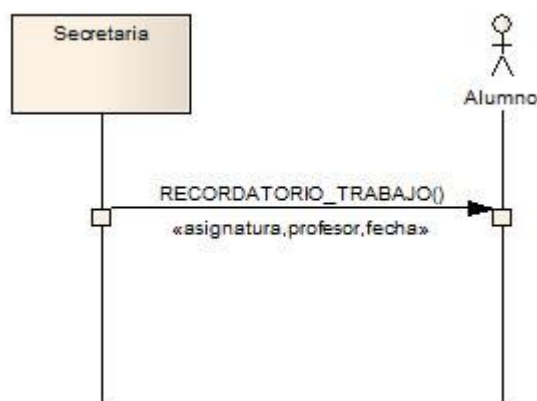 Secretaria
Alumno
RECORDATORIO_TRABAJO()
«asignatura,profesor,fecha»